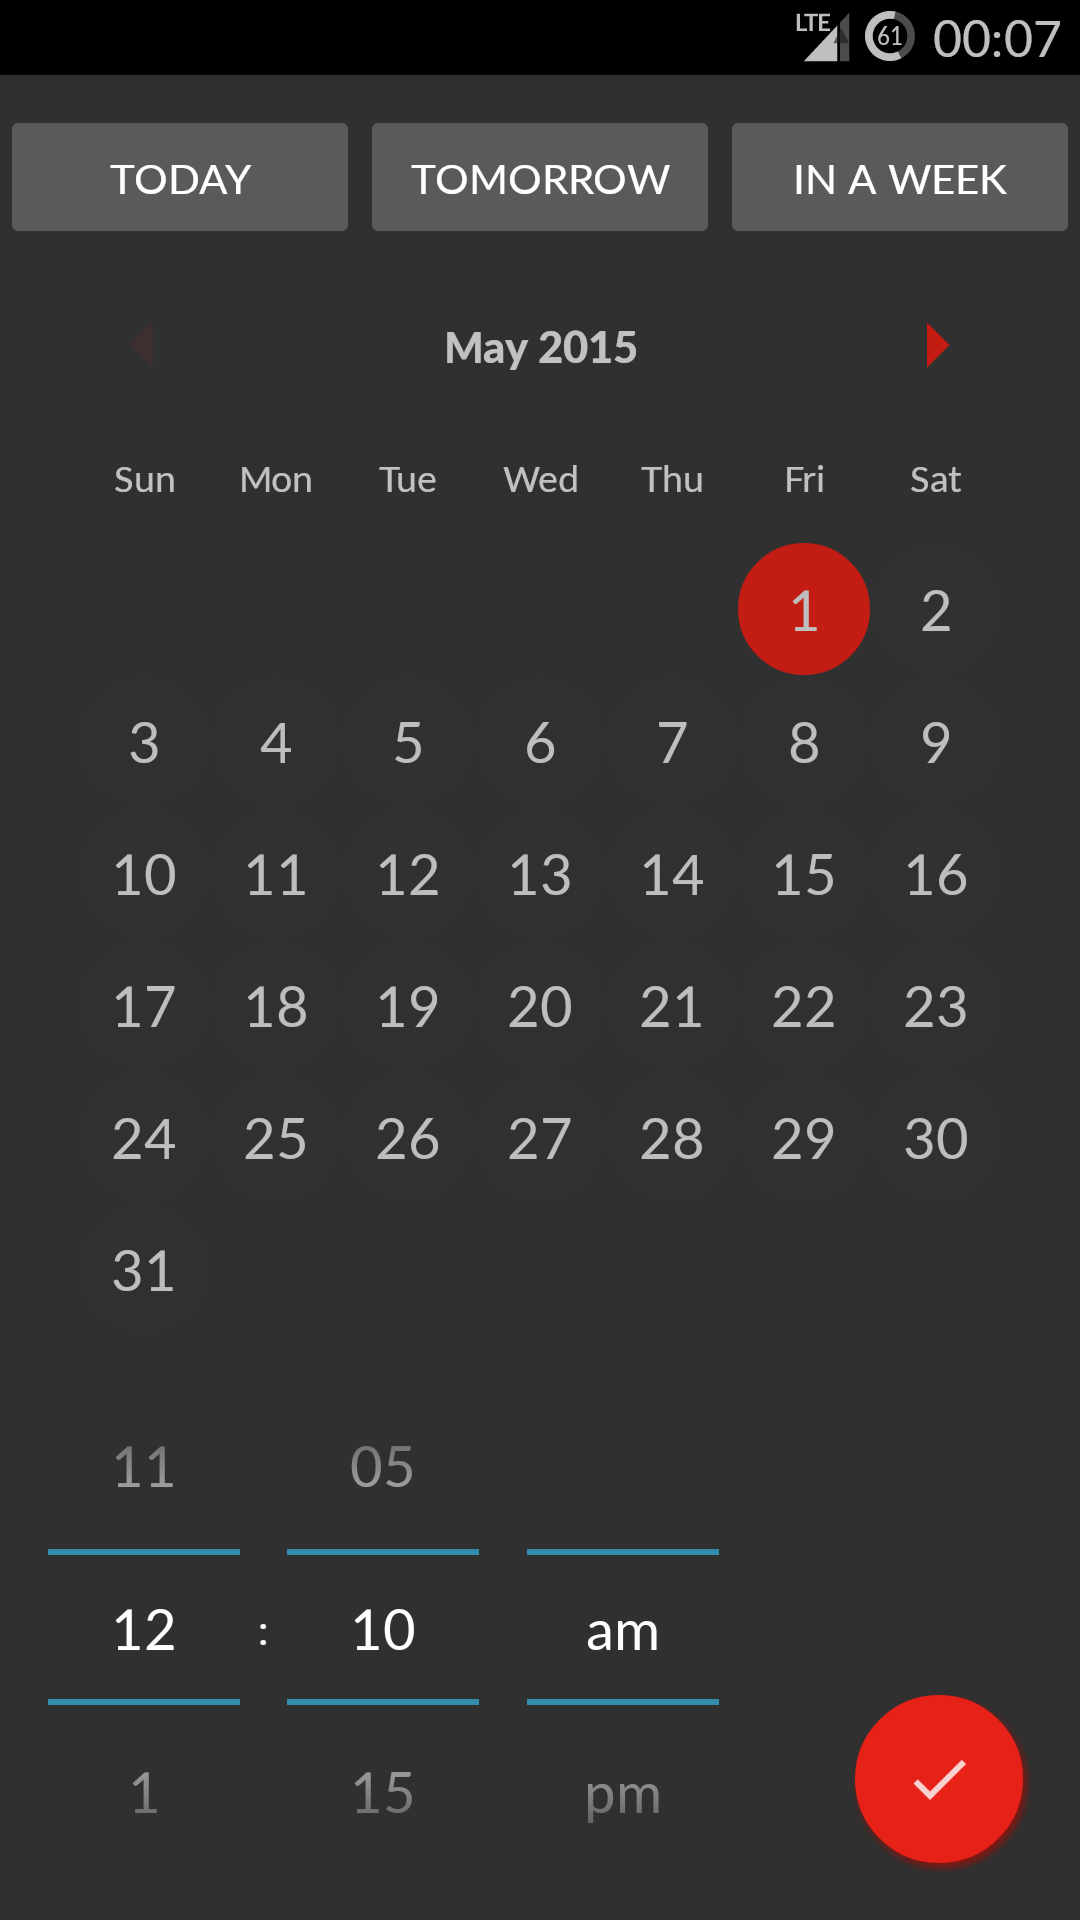 LTE 61 00:07
TODAY TOMORROW IN A WEEK
May 2015
Sun Mon Tue Wed Thu Fri Sat
1 2
3 4 5 6 7 8 9
10 11 12 13 14 15 16
17 18 19 20 21 22 23
24 25 26 27 28 29 30
31
11 05
12 : 10 am
1 15 pm